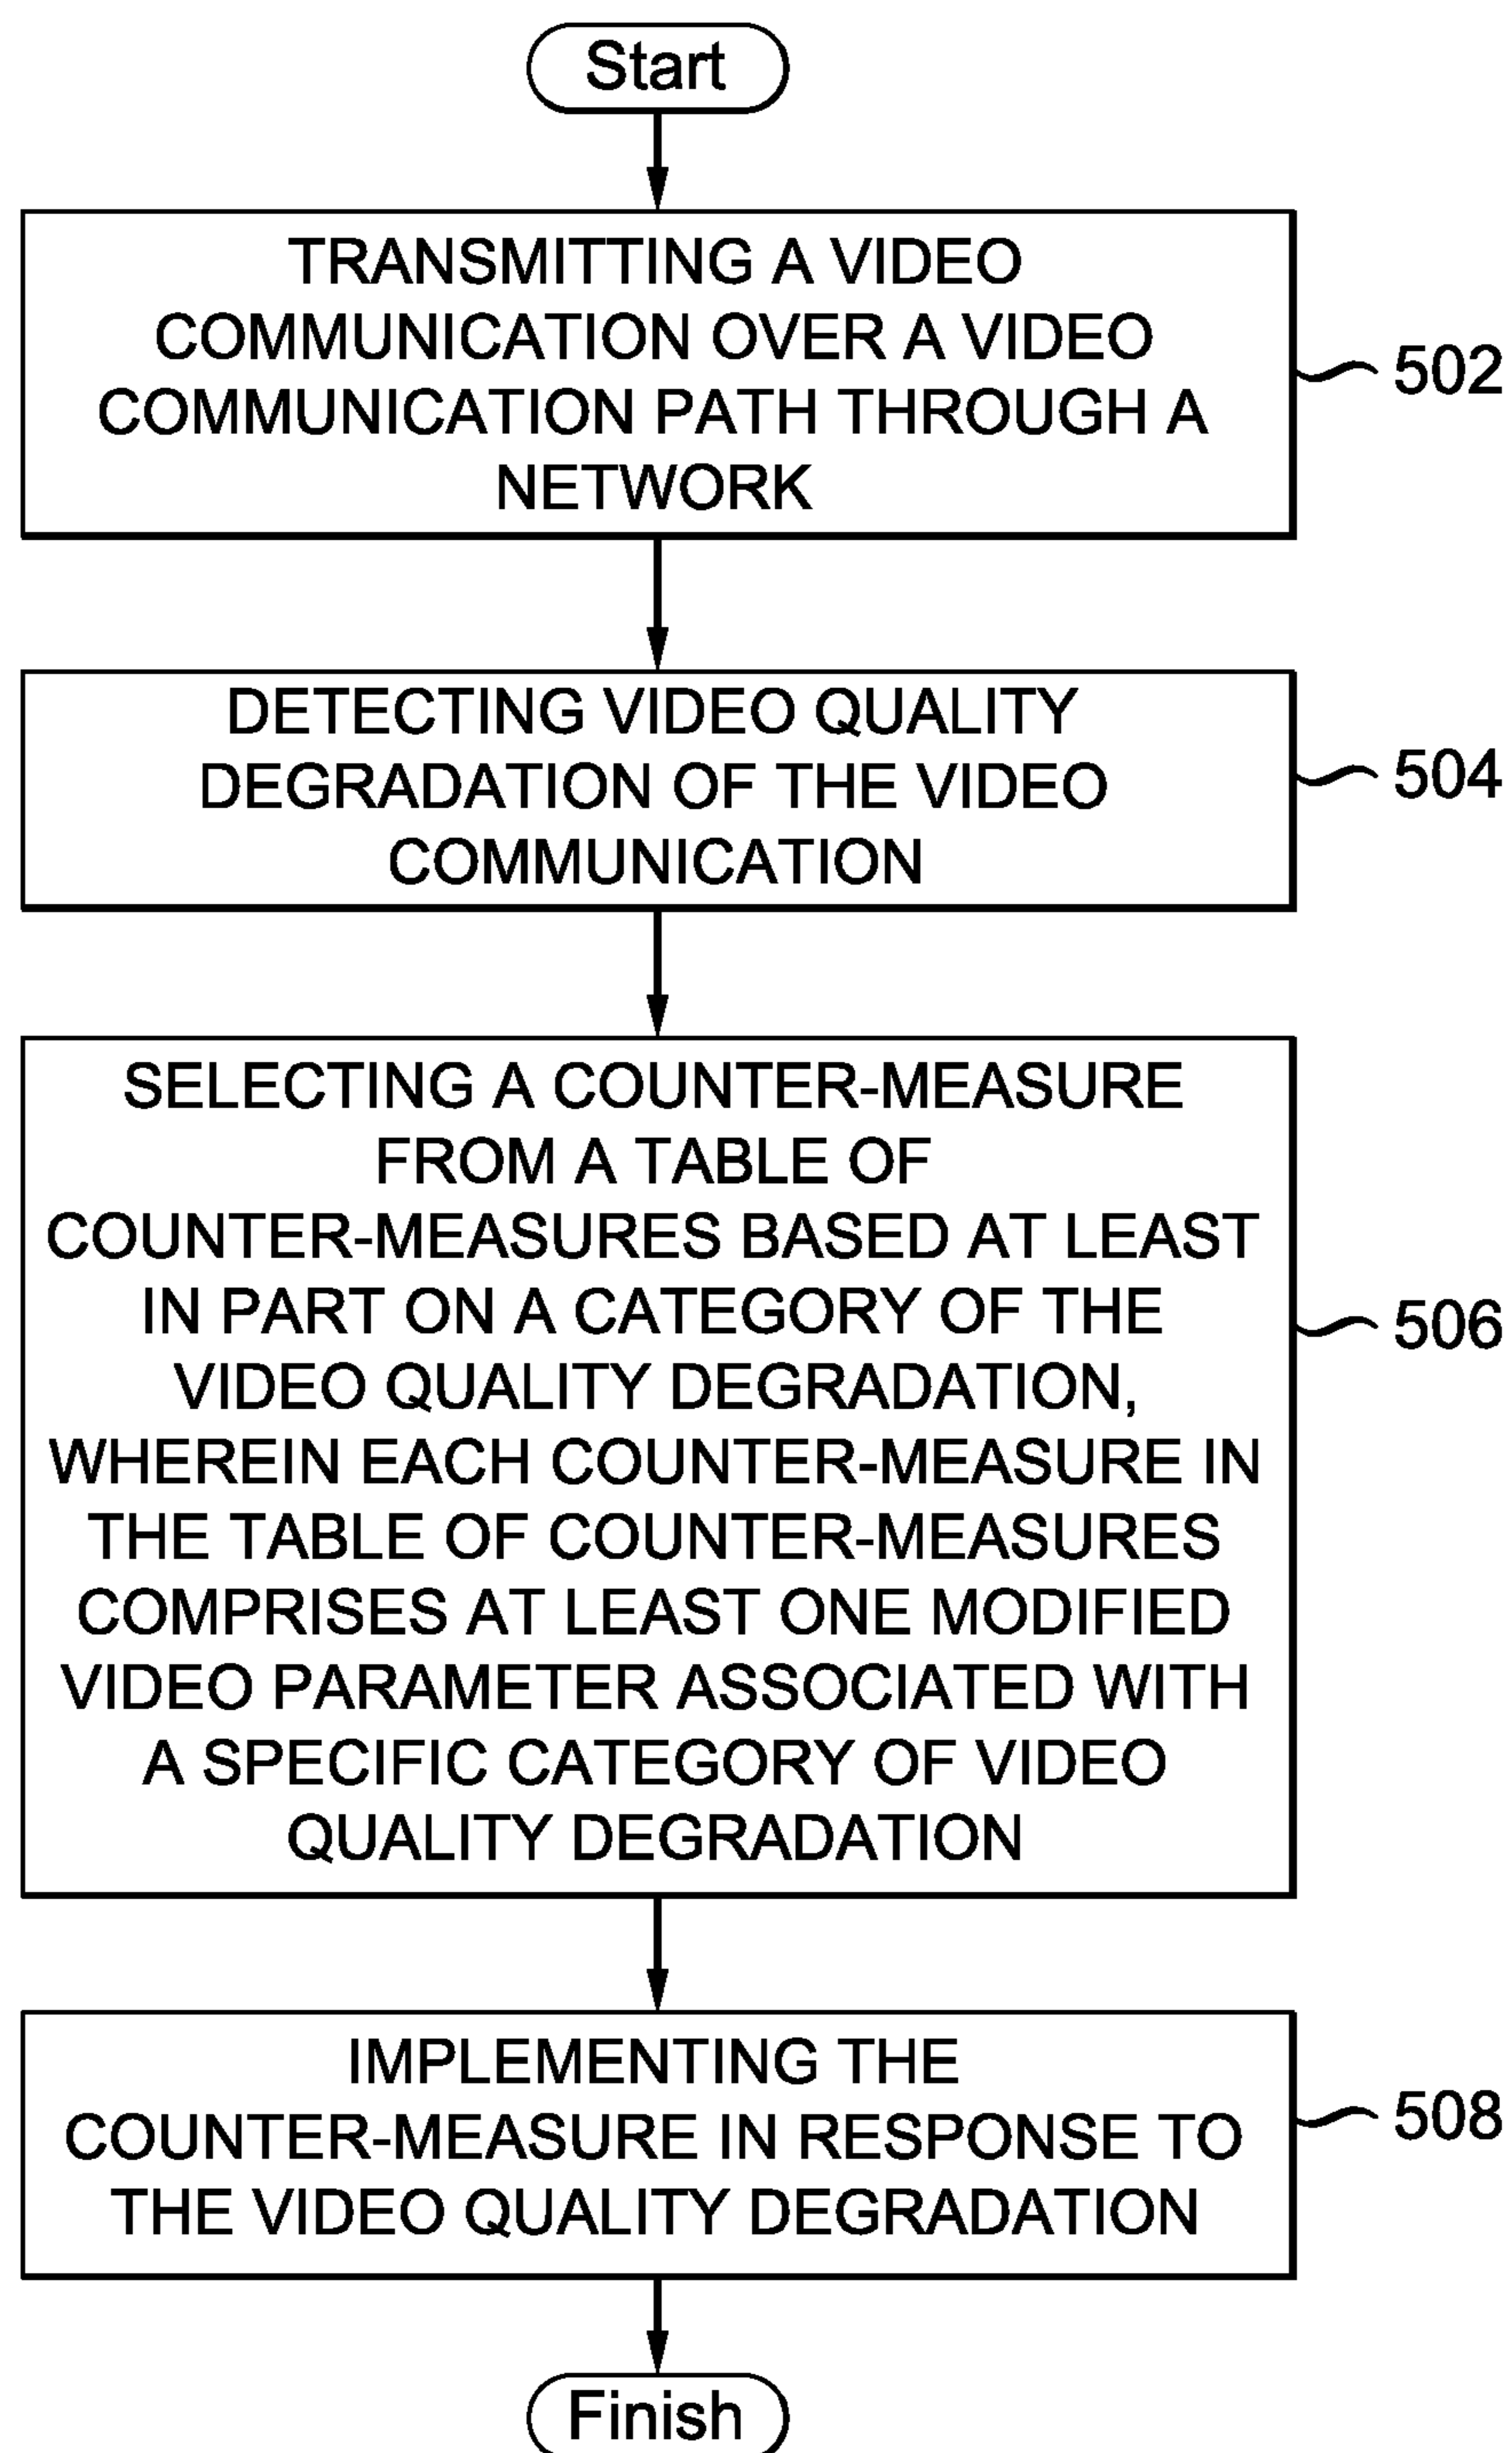 Start
TRANSMITTING A VIDEO
COMMUNICATION OVER A VIDEO
COMMUNICATION PATH THROUGH A
NETWORK
502
DETECTING VIDEO QUALITY
DEGRADATION OF THE VIDEO
COMMUNICATION
504
SELECTING A COUNTER-MEASURE
FROM A TABLE OF
COUNTER-MEASURES BASED AT LEAST
IN PART ON A CATEGORY OF THE
VIDEO QUALITY DEGRADATION,
WHEREIN EACH COUNTER-MEASURE IN
THE TABLE OF COUNTER-MEASURES
COMPRISES AT LEAST ONE MODIFIED
VIDEO PARAMETER ASSOCIATED WITH
A SPECIFIC CATEGORY OF VIDEO
QUALITY DEGRADATION
506
IMPLEMENTING THE
COUNTER-MEASURE IN RESPONSE TO
THE VIDEO QUALITY DEGRADATION
508
Finish